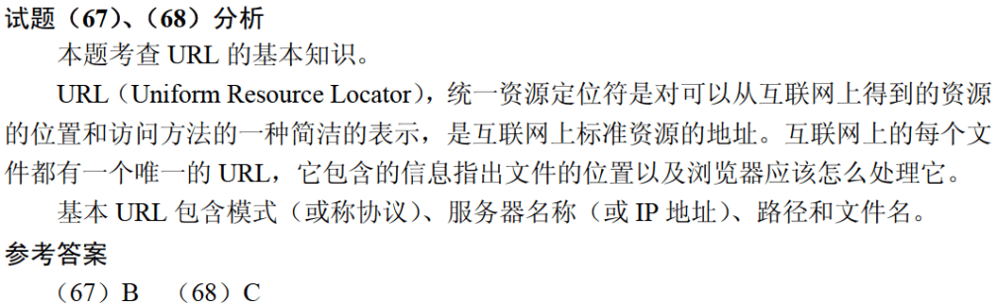 试题（67）、（68）分析
本题考查 URL 的基本知识。
URL（Uniform Resource Locator），统一资源定位符是对可以从互联网上得到的资源
的位置和访问方法的一种简洁的表示，是互联网上标准资源的地址。互联网上的每个文
件都有一个唯一的 URL，它包含的信息指出文件的位置以及浏览器应该怎么处理它。
基本 URL 包含模式（或称协议）、服务器名称（或 IP 地址）、路径和文件名。
参考答案
（67）B （68）C